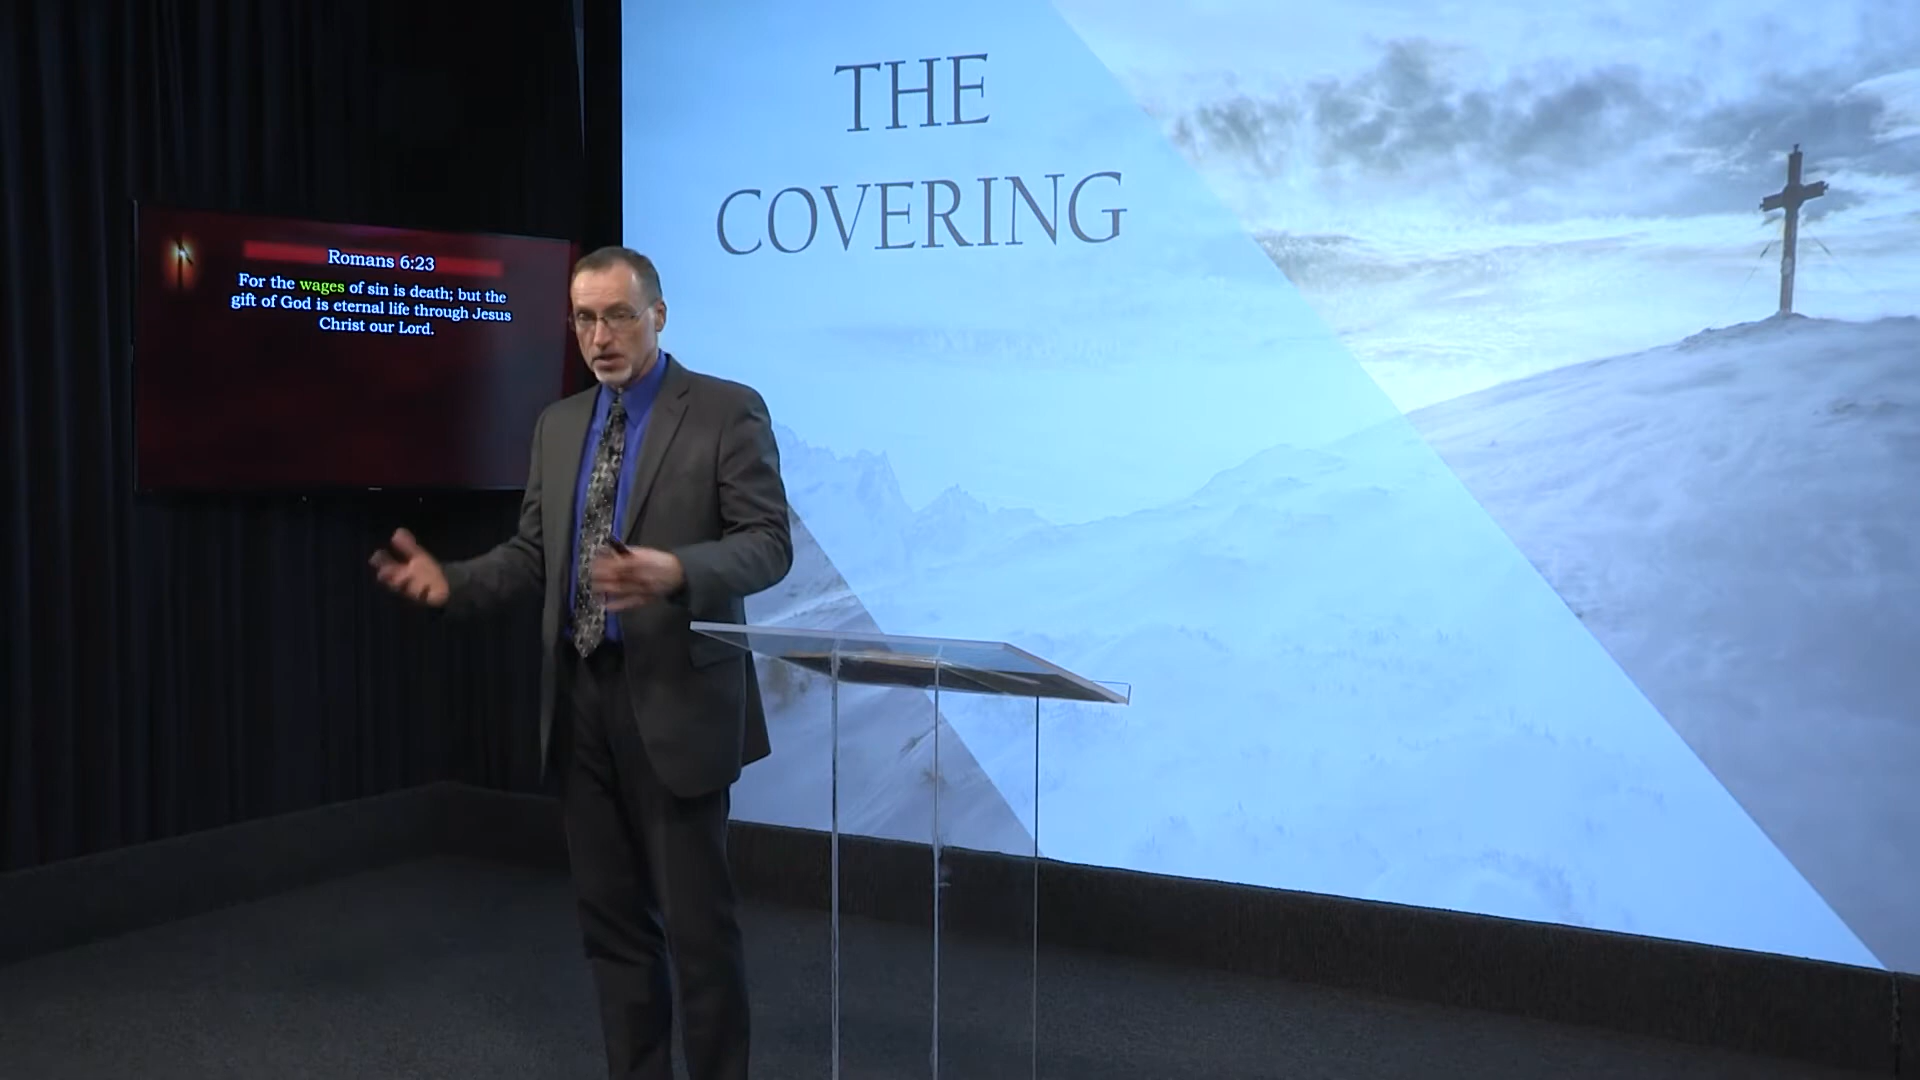 THE
COVERING
Romans 6:23
For the wages of sin is death; but the
gift of God is eternal life through Jesus
Christ our Lord.